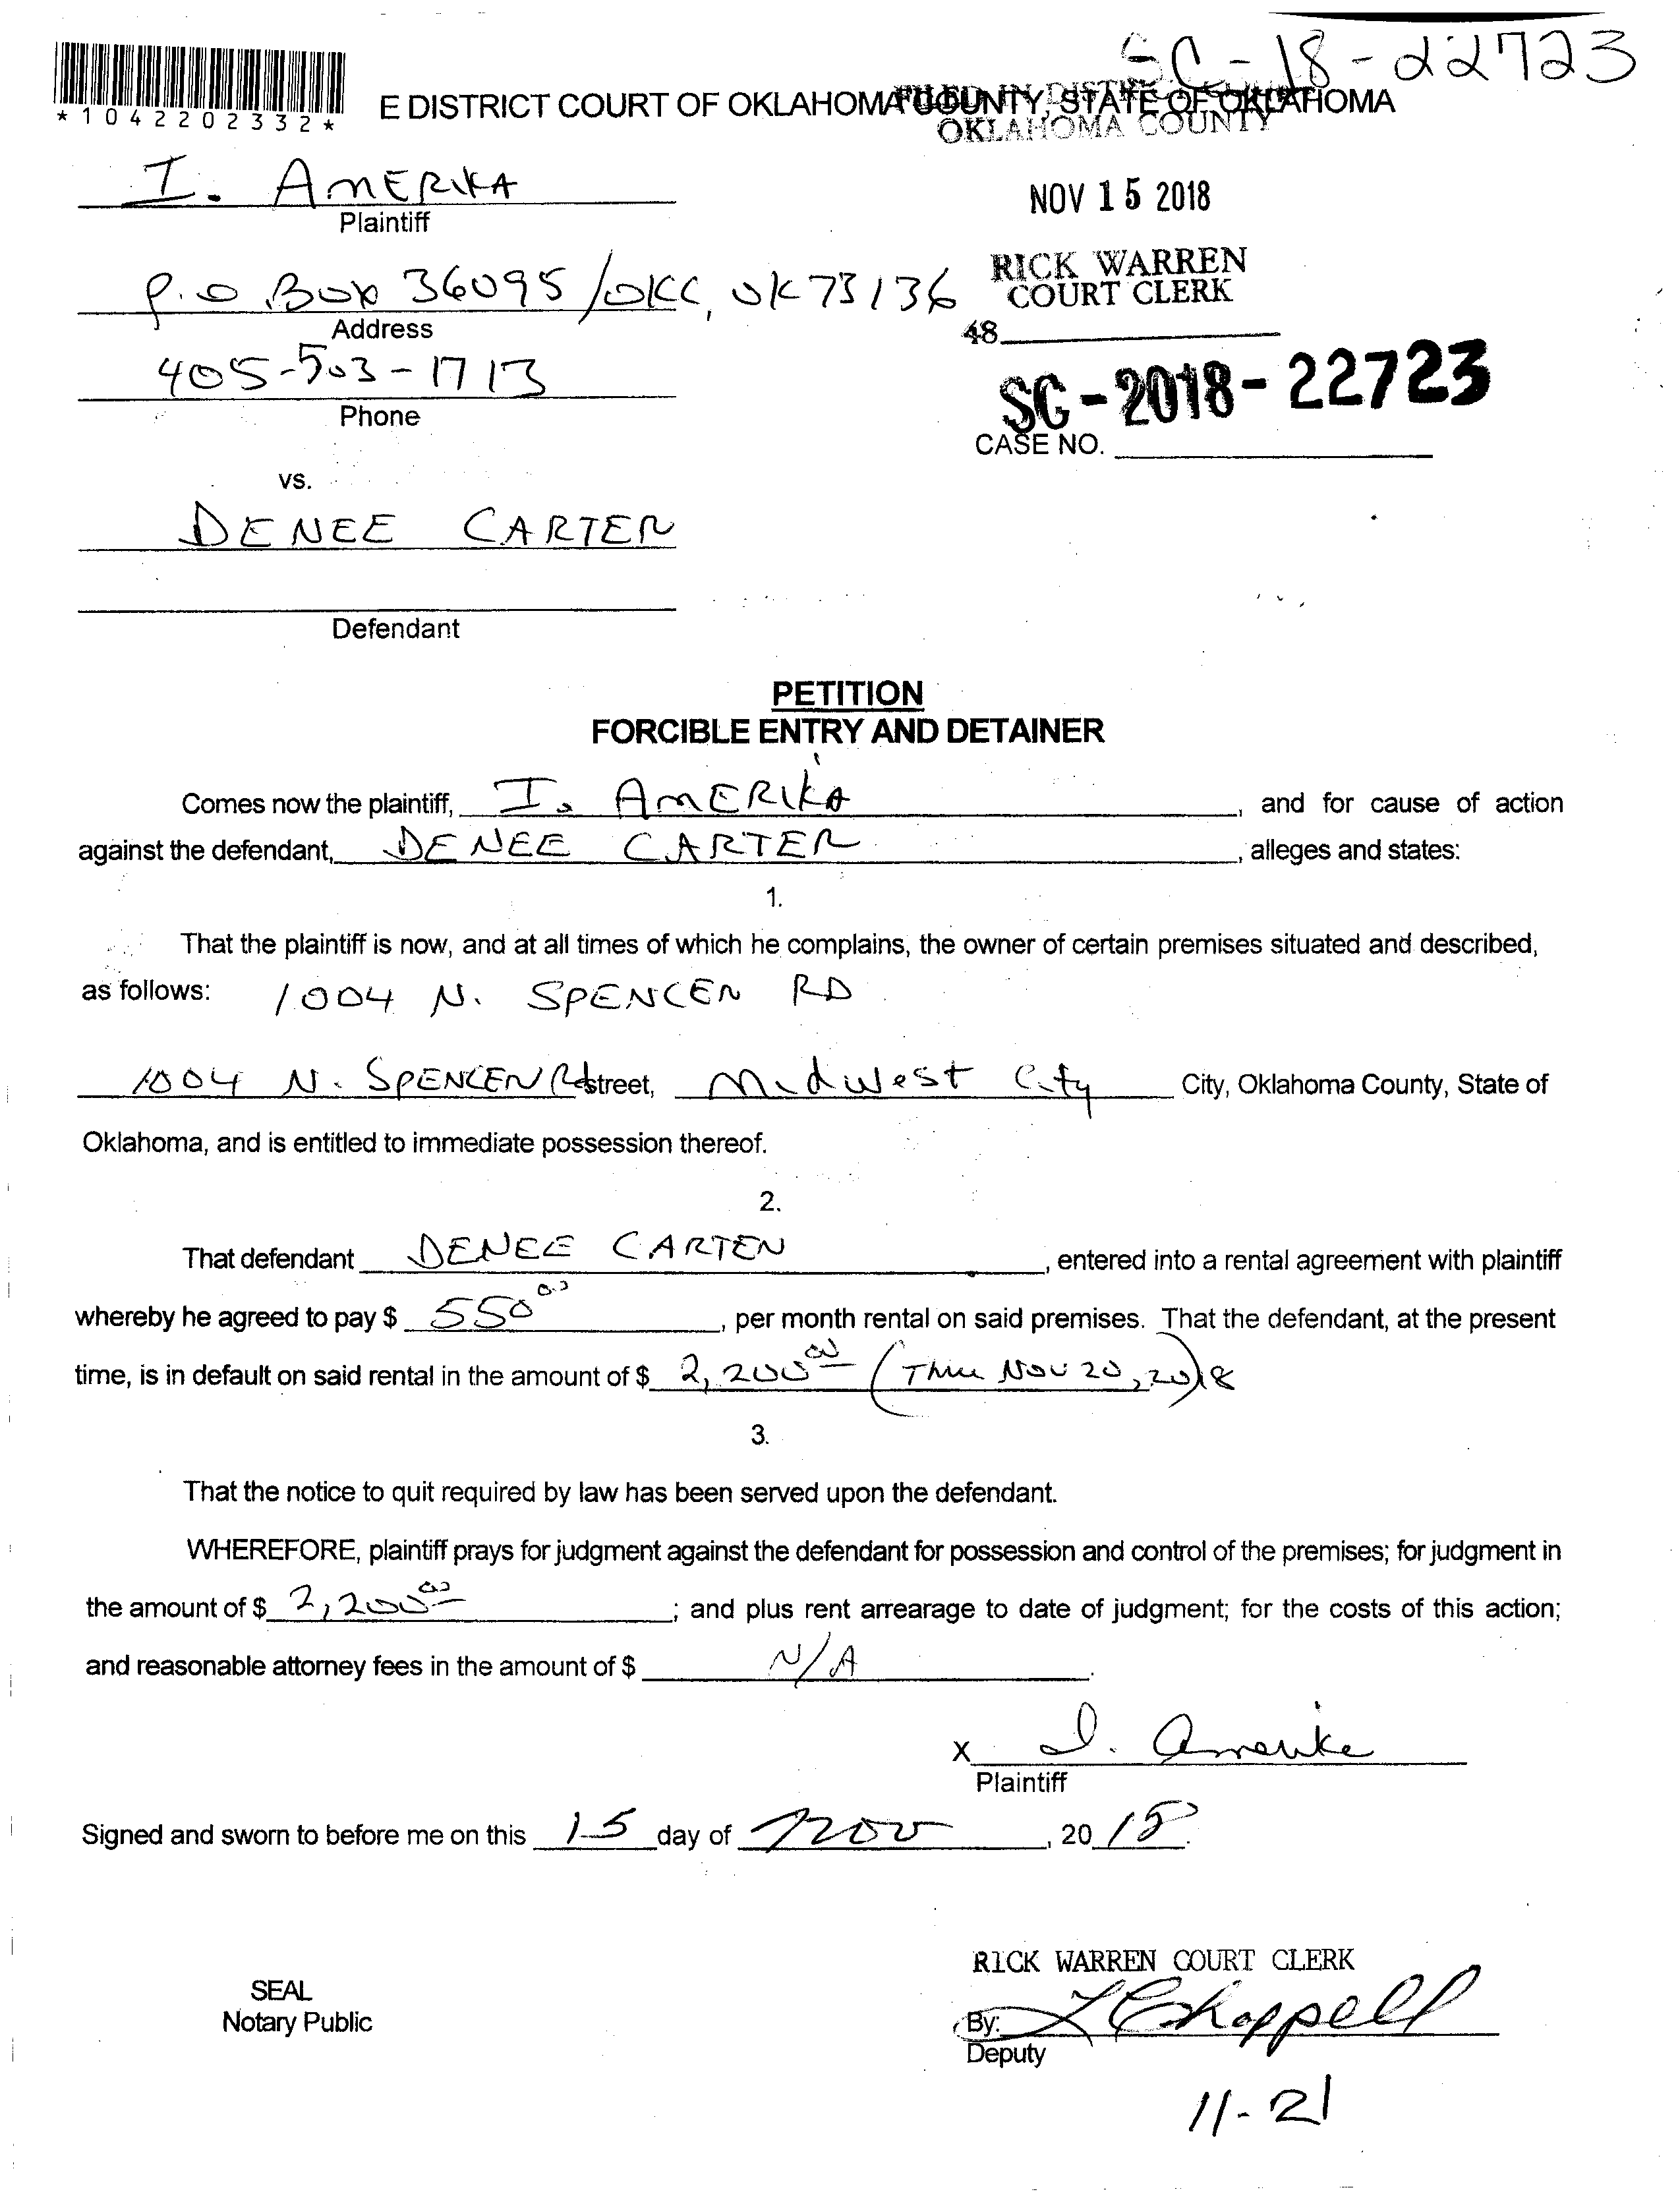 SC-18-22723
*1042202332*
E DISTRICT COURT OF OKLAHOMA COUNTY, STATE OF OKLAHOMA
FILED IN DISTRICT COURT
OKLAHOMA COUNTY
I. AMERIKA
Plaintiff
NOV 15 2018
P.O Box 36095/OKC, OK 73136
RICK WARREN
COURT CLERK
Address
48
405-503-1713
Phone
SC-2018-22723
CASE NO.
vs.
DENEE CARTER
Defendant
PETITION
FORCIBLE ENTRY AND DETAINER
Comes now the plaintiff, I. AMERIKA, and for cause of action
against the defendant, DENEE CARTER, alleges and states:
1.
That the plaintiff is now, and at all times of which he complains, the owner of certain premises situated and described,
as follows: 1004 N. SPENCER RD
1004 N. SPENCER Rd street, Midwest City City, Oklahoma County, State of
Oklahoma, and is entitled to immediate possession thereof.
2.
That defendant DENEE CARTER, entered into a rental agreement with plaintiff
whereby he agreed to pay $ 550 00, per month rental on said premises. That the defendant, at the present
time, is in default on said rental in the amount of $ 2,200 00 (Thru Nov 20, 2018)
3.
That the notice to quit required by law has been served upon the defendant.
WHEREFORE, plaintiff prays for judgment against the defendant for possession and control of the premises; for judgment in
the amount of $ 2,200 00; and plus rent arrearage to date of judgment; for the costs of this action;
and reasonable attorney fees in the amount of $ N/A.
X I. Amerika
Plaintiff
Signed and sworn to before me on this 15 day of Nov, 2018.
RICK WARREN COURT CLERK
SEAL
Notary Public
By: L Chappell
Deputy
11-21